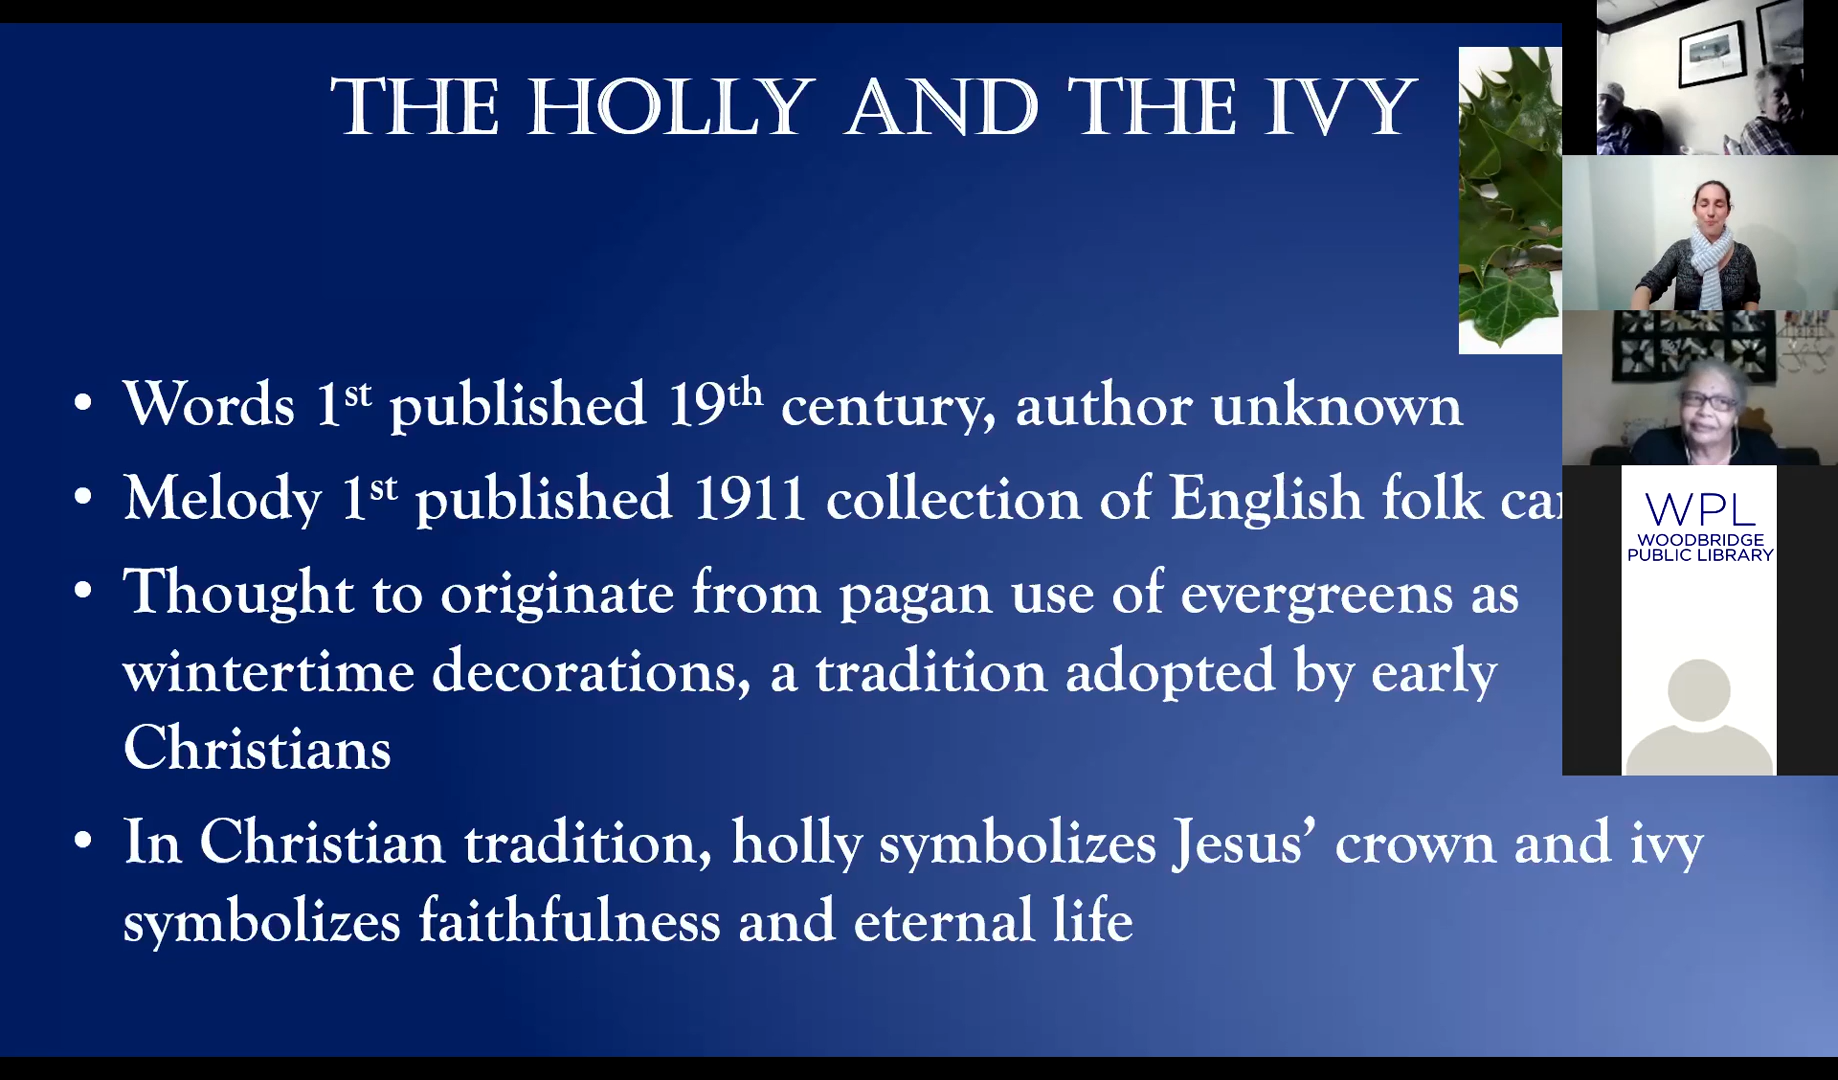 THE HOLLY AND THE IVY
• Words 1st published 19th century, author unknown
• Melody 1st published 1911 collection of English folk
• Thought to originate from pagan use of evergreens as
wintertime decorations, a tradition adopted by early
Christians
• In Christian tradition, holly symbolizes Jesus’ crown and ivy
symbolizes faithfulness and eternal life
WPL
WOODBRIDGE
PUBLIC LIBRARY